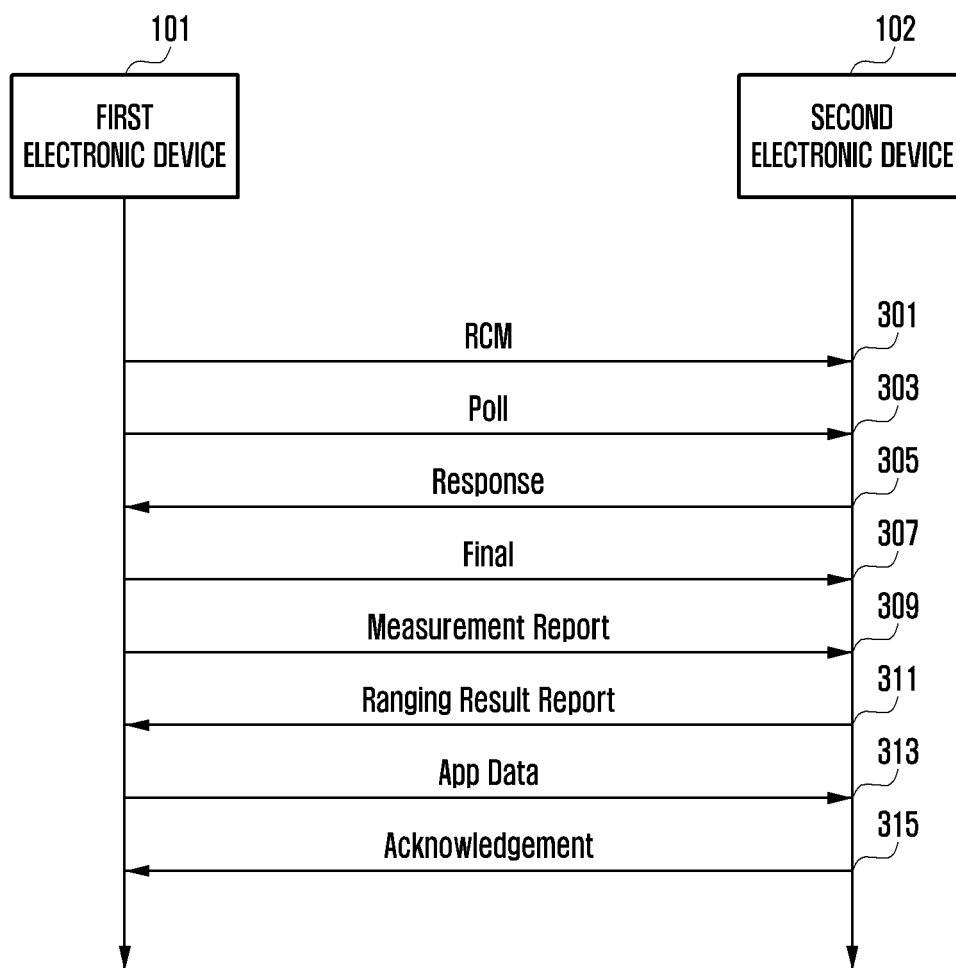 101
102
FIRST
ELECTRONIC DEVICE
SECOND
ELECTRONIC DEVICE
301
RCM
303
Poll
305
Response
307
Final
309
Measurement Report
311
Ranging Result Report
313
App Data
315
Acknowledgement